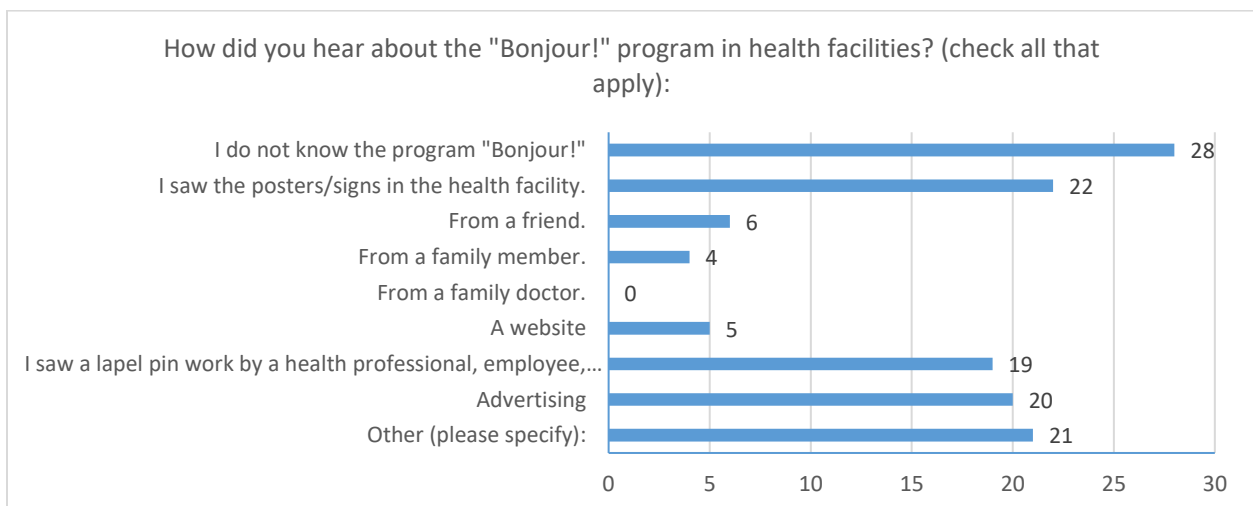 How did you hear about the "Bonjour!" program in health facilities? (check all that
apply):
I do not know the program "Bonjour!" 28
I saw the posters/signs in the health facility. 22
From a friend. 6
From a family member. 4
From a family doctor. 0
A website 5
I saw a lapel pin work by a health professional, employee,... 19
Advertising 20
Other (please specify): 21
0 5 10 15 20 25 30